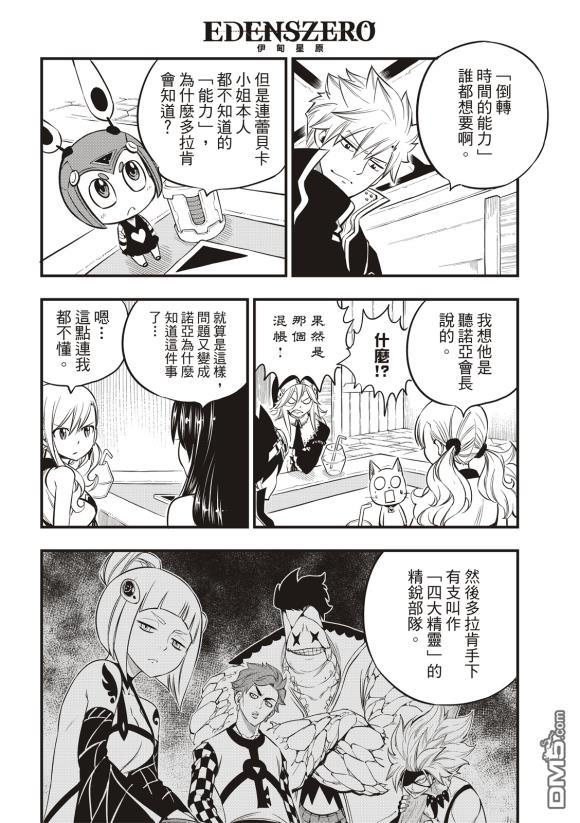 EDENSZERO
伊甸星原
「倒轉
時間的能力」
誰都想要啊。
但是連蕾貝卡
小姐本人
都不知道的
「能力」，
為什麼多拉肯
會知道？
我想他是
聽諾亞會長
說的。
什麼!?
果然是
那個
混帳！
就算是這樣，
問題又變成
諾亞為什麼
知道這件事
了…
嗯…
這點連我
都不懂。
然後多拉肯手下
有支叫作
「四大精靈」的
精銳部隊。
DM5.com